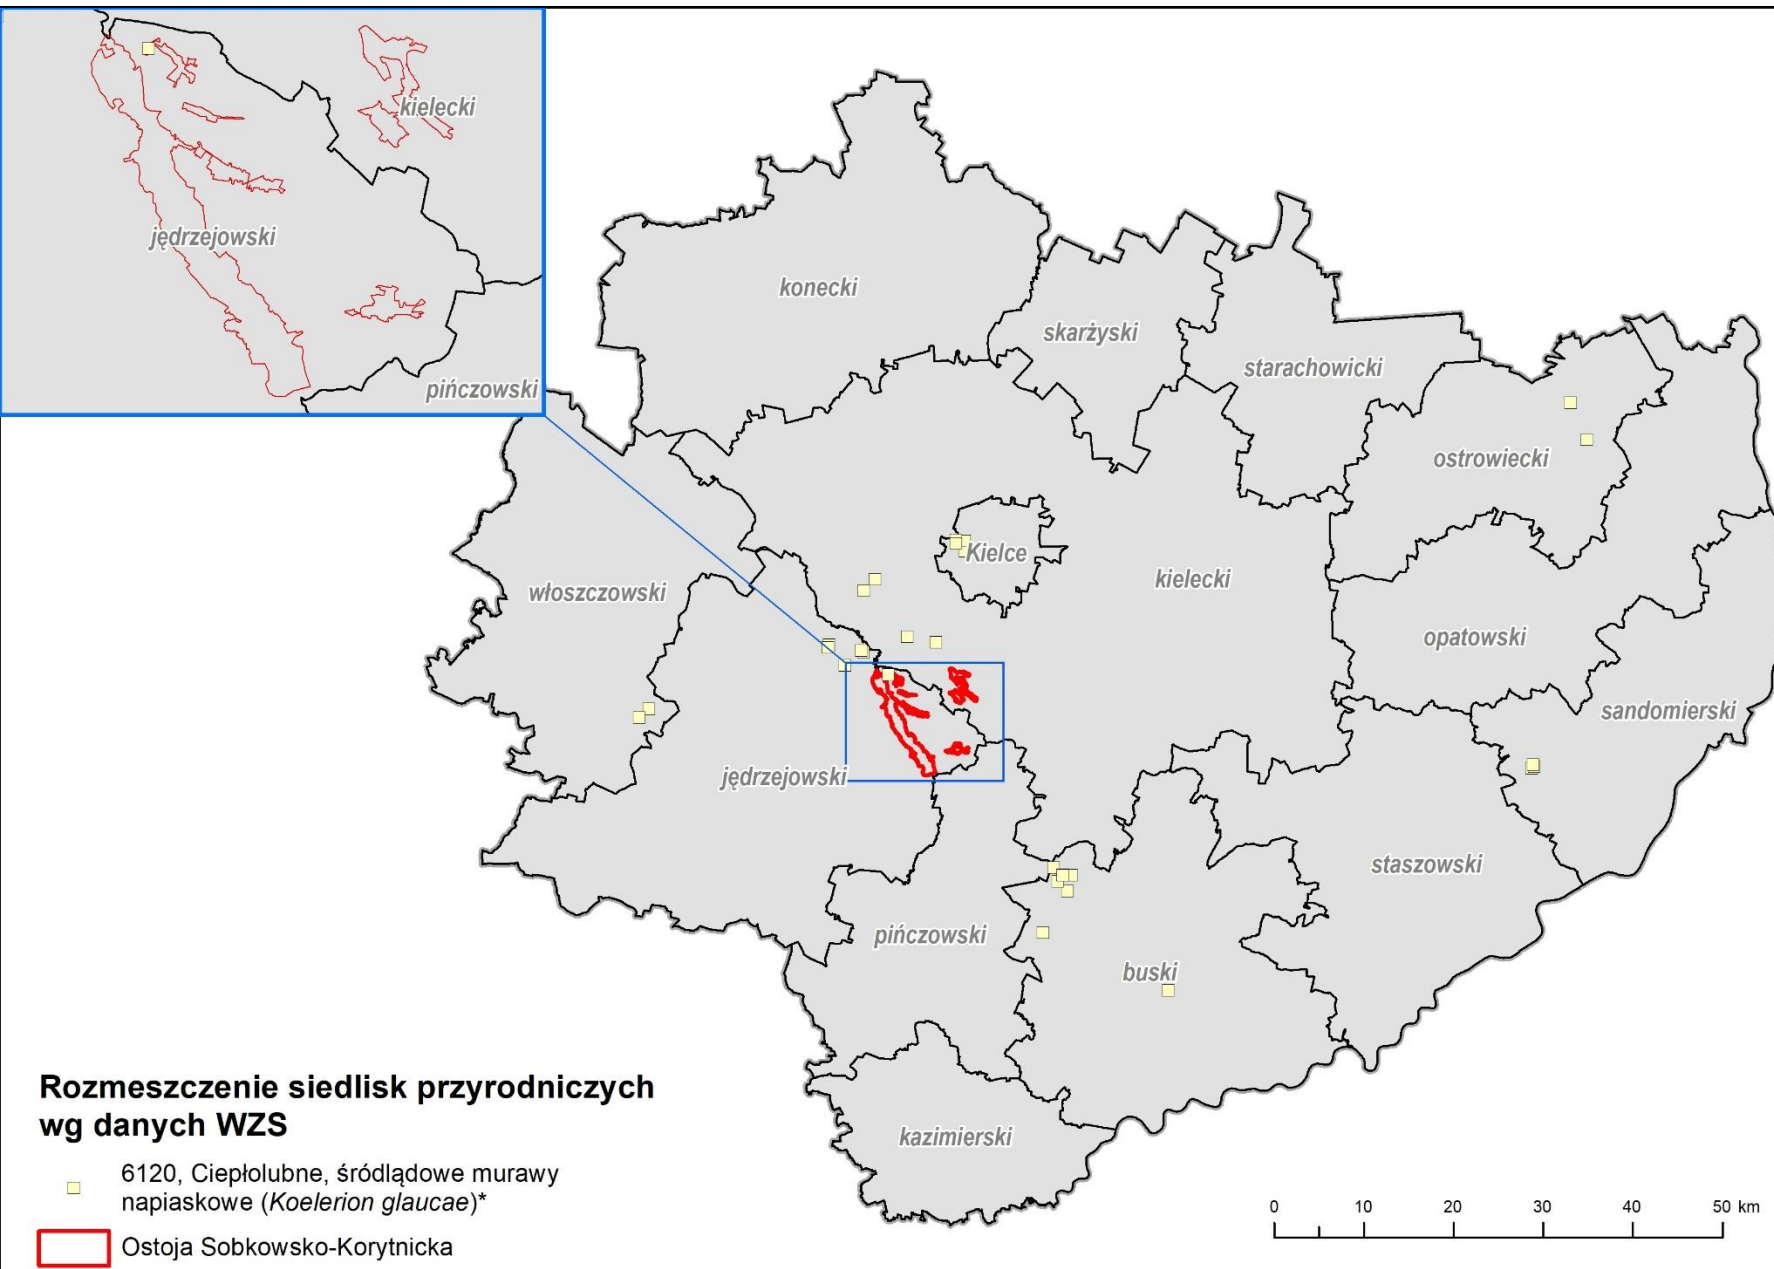 kielecki
jędrzejowski
pińczowski
konecki
skarżyski
starachowicki
ostrowiecki
Kielce
włoszczowski
kielecki
opatowski
sandomierski
jędrzejowski
staszowski
pińczowski
buski
kazimierski
Rozmeszczenie siedlisk przyrodniczych
wg danych WZS
6120, Ciepłolubne, śródlądowe murawy
napiaskowe (Koelerion glaucae)*
Ostoja Sobkowsko-Korytnicka
0 10 20 30 40 50 km